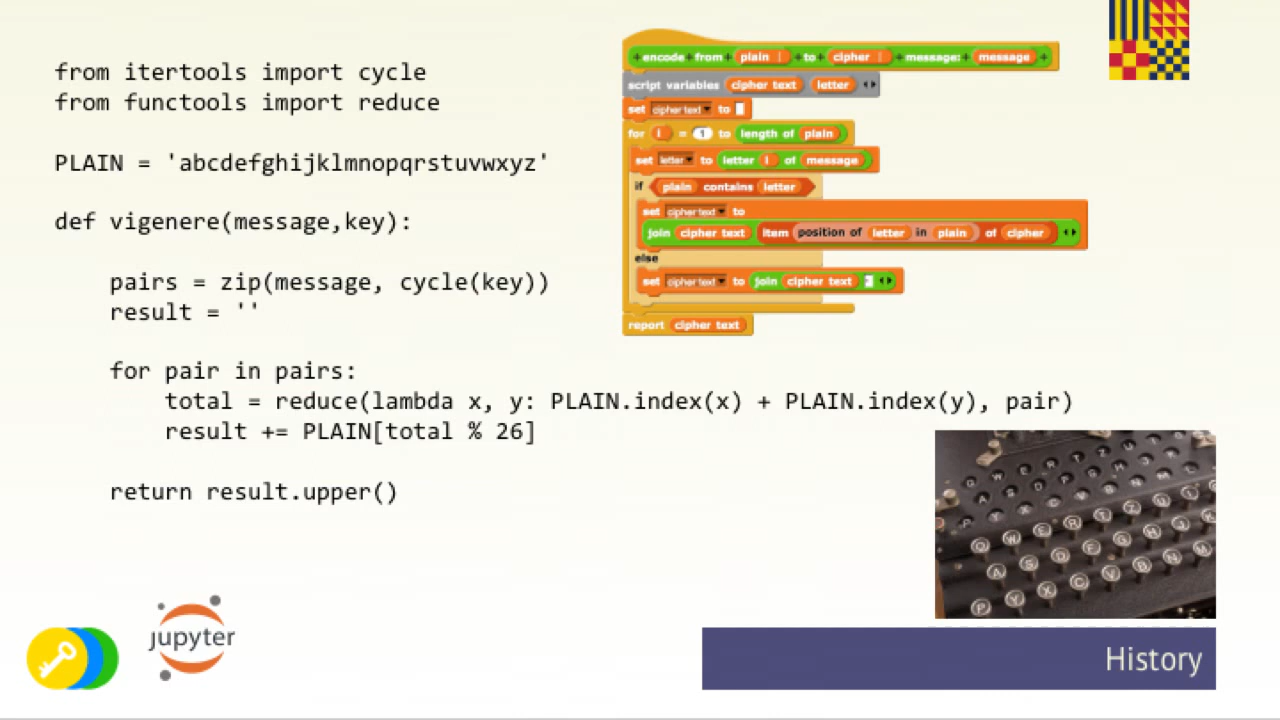 from itertools import cycle
from functools import reduce
PLAIN = 'abcdefghijklmnopqrstuvwxyz'
def vigenere(message,key):
pairs = zip(message, cycle(key))
result = ''
for pair in pairs:
total = reduce(lambda x, y: PLAIN.index(x) + PLAIN.index(y), pair)
result += PLAIN[total % 26]
return result.upper()
+ encode + from + plain : + to + cipher : + message: + message +
script variables cipher text letter
set cipher text to
for i = 1 to length of plain
set letter to letter i of message
if plain contains letter
set cipher text to
join cipher text item position of letter in plain of cipher
else
set cipher text to join cipher text
report cipher text
Q W E R T Z U I
A S D F G H J K
P Y X C V B N M
jupyter
History